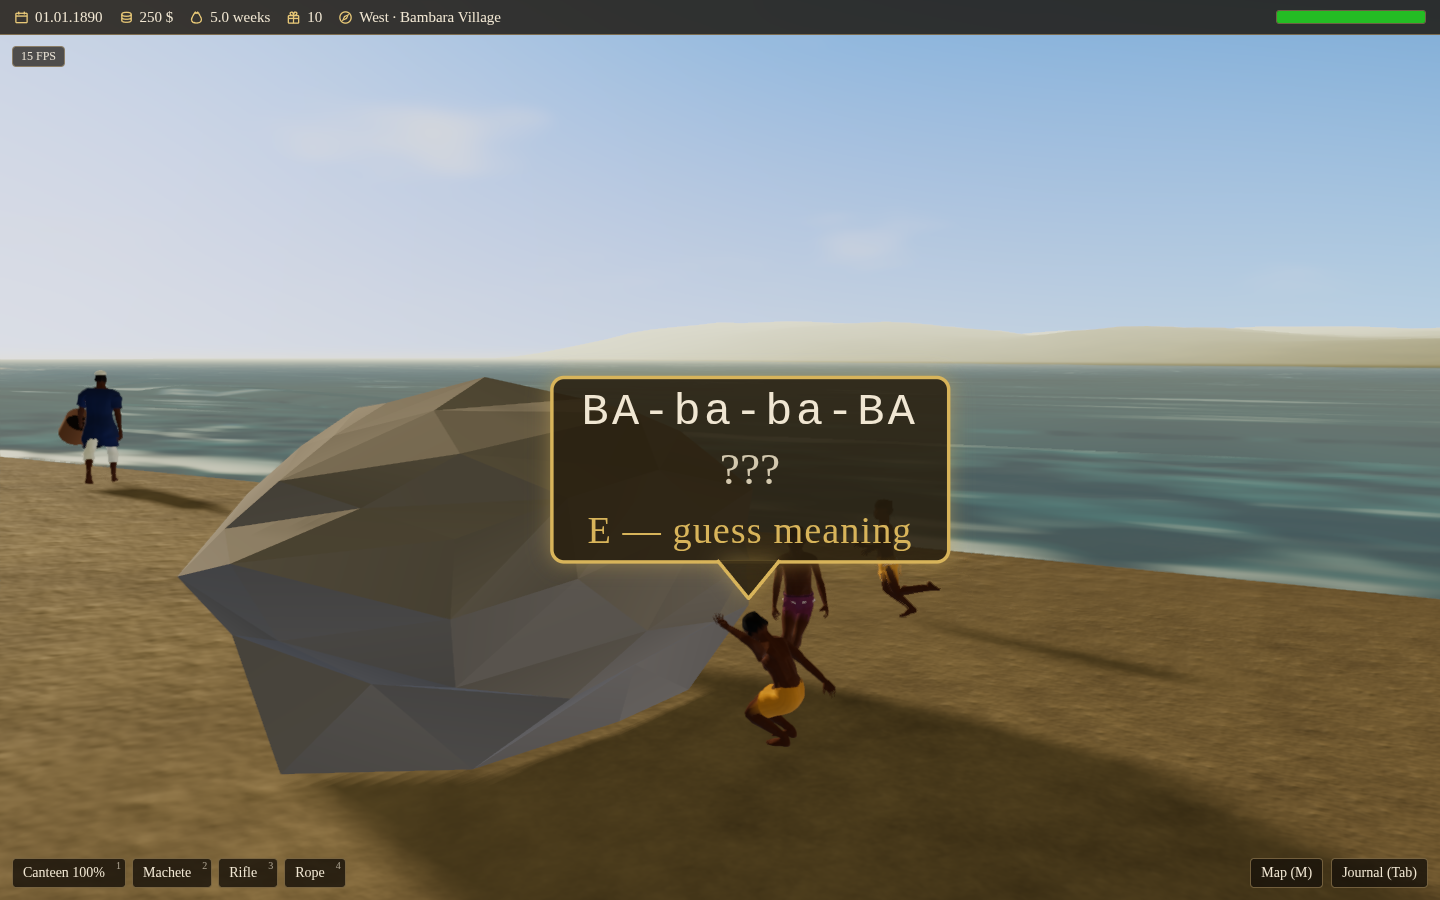 01.01.1890 250 $ 5.0 weeks 10 West · Bambara Village
15 FPS
BA-ba-ba-BA
???
E — guess meaning
Canteen 100% 1 Machete 2 Rifle 3 Rope 4 Map (M) Journal (Tab)